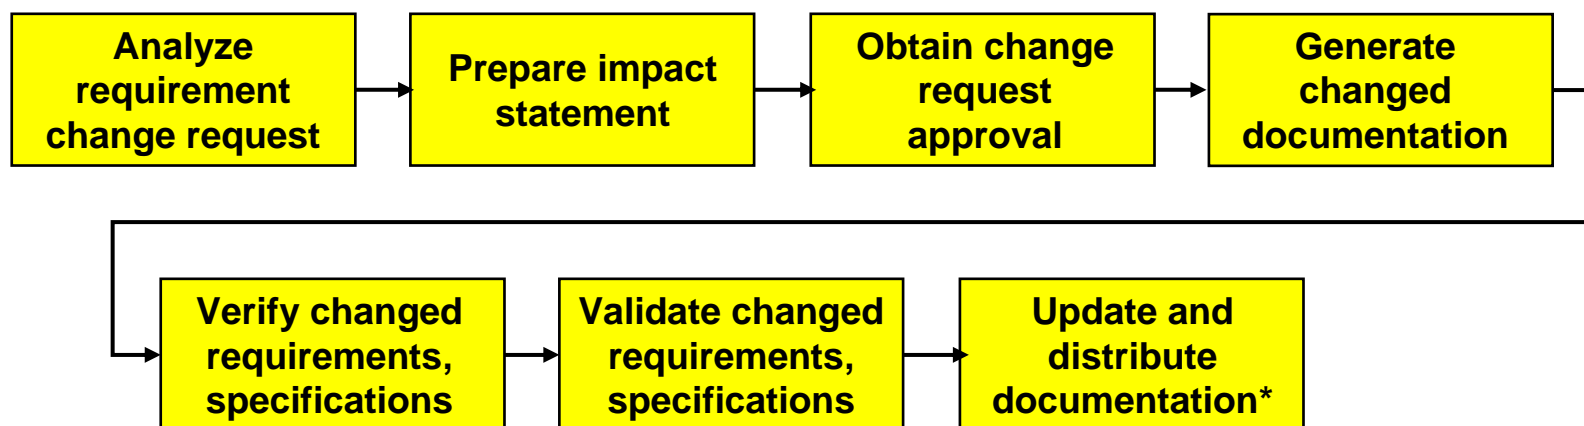 Analyze
requirement
change request
Prepare impact
statement
Obtain change
request
approval
Generate
changed
documentation
Verify changed
requirements,
specifications
Validate changed
requirements,
specifications
Update and
distribute
documentation*